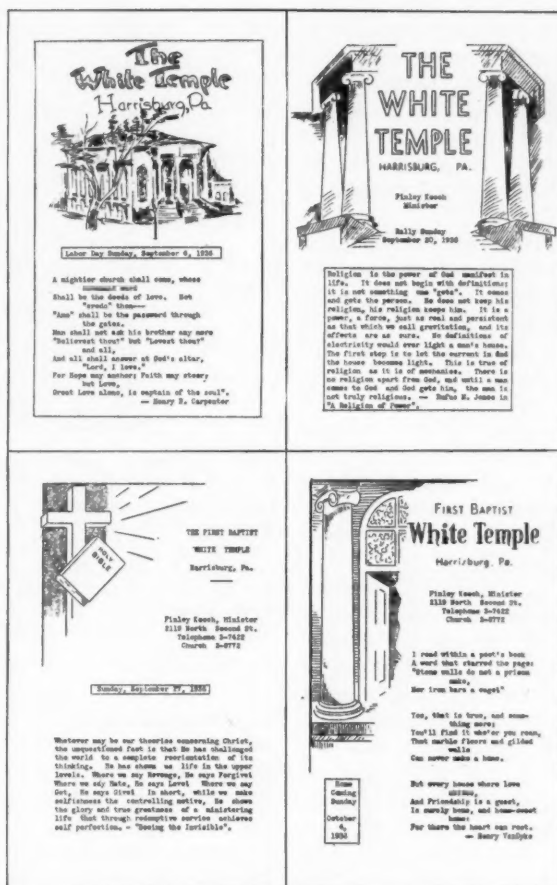 The
White Temple
Harrisburg, Pa
Labor Day Sunday, September 6, 1936
A mightier church shall come, whose
word
Shall be the deeds of love. Not
"credo" then—
"Amo" shall be the password through
the gates.
Man shall not ask his brother any more
"Believest thou?" but "Lovest thou?"
and all,
And all shall answer at God's altar,
"Lord, I love."
For Hope may anchor; Faith may steer;
but Love,
Great Love alone, is captain of the soul".
— Henry B. Carpenter
THE
WHITE
TEMPLE
HARRISBURG, PA.
Finley Keech
Minister
Rally Sunday
September 20, 1936
Religion is the power of God manifest in
life. It does not begin with definitions;
it is not something one "gets". It comes
and gets the person. He does not keep his
religion, his religion keeps him. It is a
power, a force, just as real and persistent
as that which we call gravitation, and its
effects are as sure. No definitions of
electricity would ever light a man's house.
The first step is to let the current in and
the house becomes light. This is true of
religion as it is of mechanics. There is
no religion apart from God, and until a man
comes to God and God gets him, the man is
not truly religious. — Rufus M. Jones in
"A Religion of Power".
HOLY
BIBLE
THE FIRST BAPTIST
WHITE TEMPLE
Harrisburg, Pa.
Finley Keech, Minister
2119 North Second St.
Telephone 3-7422
Church 3-8772
Sunday, September 27, 1936
Whatever may be our theories concerning Christ,
the unquestioned fact is that He has challenged
the world to a complete reorientation of its
thinking. He has shown us life in the upper
levels. Where we say Revenge, He says Forgive!
Where we say Hate, He says Love! Where we say
Get, He says Give! In short, while we make
selfishness the controlling motive, He shows
the glory and true greatness of a ministering
life that through redemptive service achieves
self perfection. - "Seeing the Invisible".
FIRST BAPTIST
White Temple
Harrisburg, Pa.
Finley Keech, Minister
2119 North Second St.
Telephone 3-7422
Church 3-8772
I read within a poet's book
A word that starred the page:
"Stone walls do not a prison
make,
Nor iron bars a cage!"
Yes, that is true, and some-
thing more;
You'll find it where'er you roam,
That marble floors and gilded
walls
Can never make a home.
But every house where love
abides,
And Friendship is a guest,
Is surely home, and home-sweet
home:
For there the heart can rest.
— Henry VanDyke
Home
Coming
Sunday
October
4,
1936